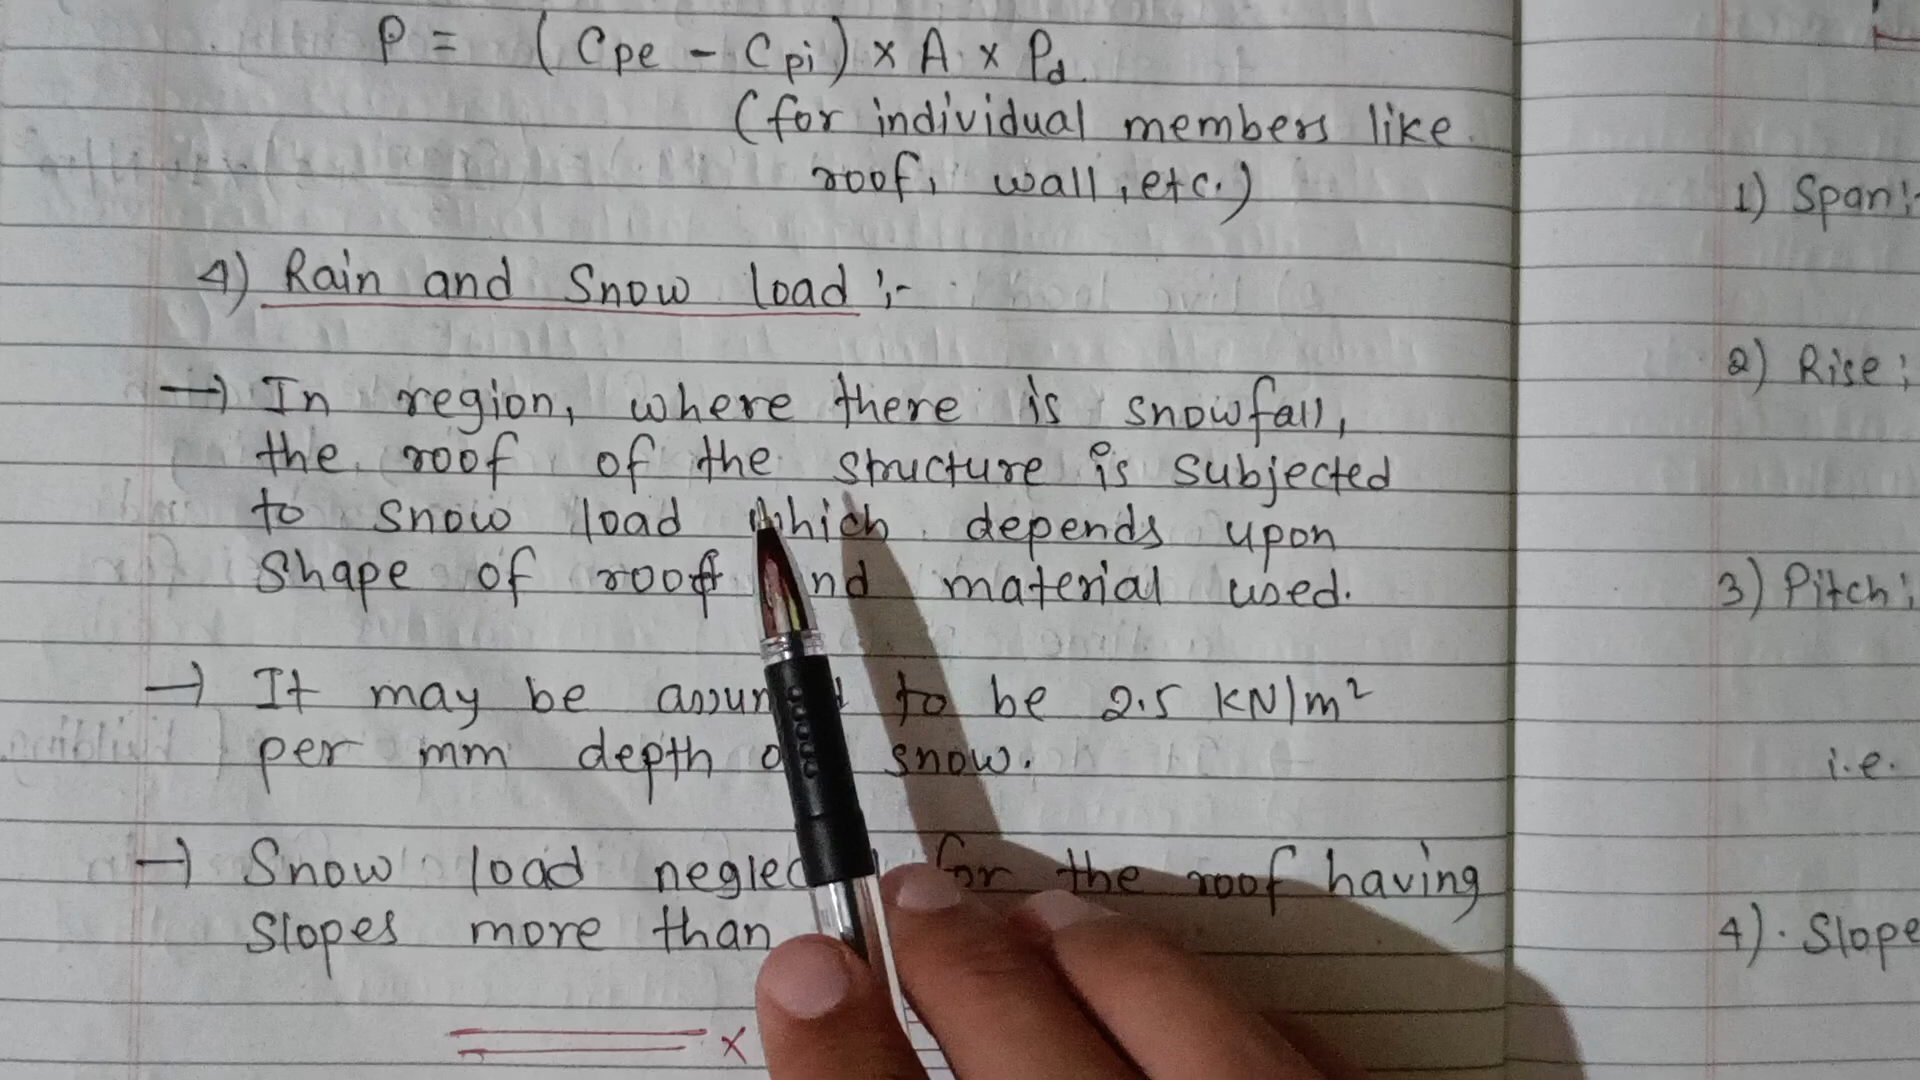 P = (Cpe - Cpi) × A × Pd
(for individual members like
roof, wall, etc.)
4) Rain and Snow load :-
→ In region, where there is snowfall,
the roof of the structure is subjected
to snow load which depends upon
Shape of roof and material used.
→ It may be assumed to be 2.5 KN/m²
per mm depth of snow.
→ Snow load neglect for the roof having
Slopes more than
x
1) Span :-
2) Rise :
3) Pitch :
i.e.
4). Slope